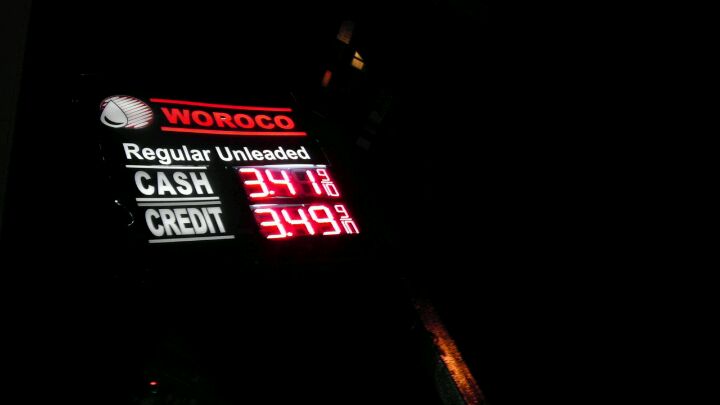 WOROCO
Regular Unleaded
CASH 3.41 9/10
CREDIT 3.49 9/10